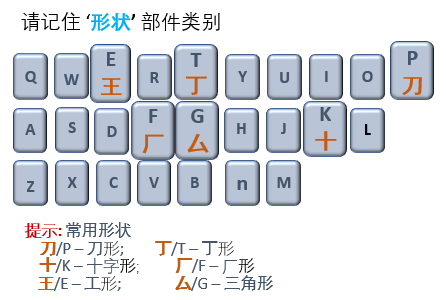 请记住 ‘形状’ 部件类别
Q W E R T Y U I O P
王 丁 刀
A S D F G H J K L
厂 厶 十
Z X C V B n M
提示: 常用形状
刀/P – 刀形; 丁/T – 丁形
十/K – 十字形; 厂/F – 厂形
王/E – 工形; 厶/G – 三角形